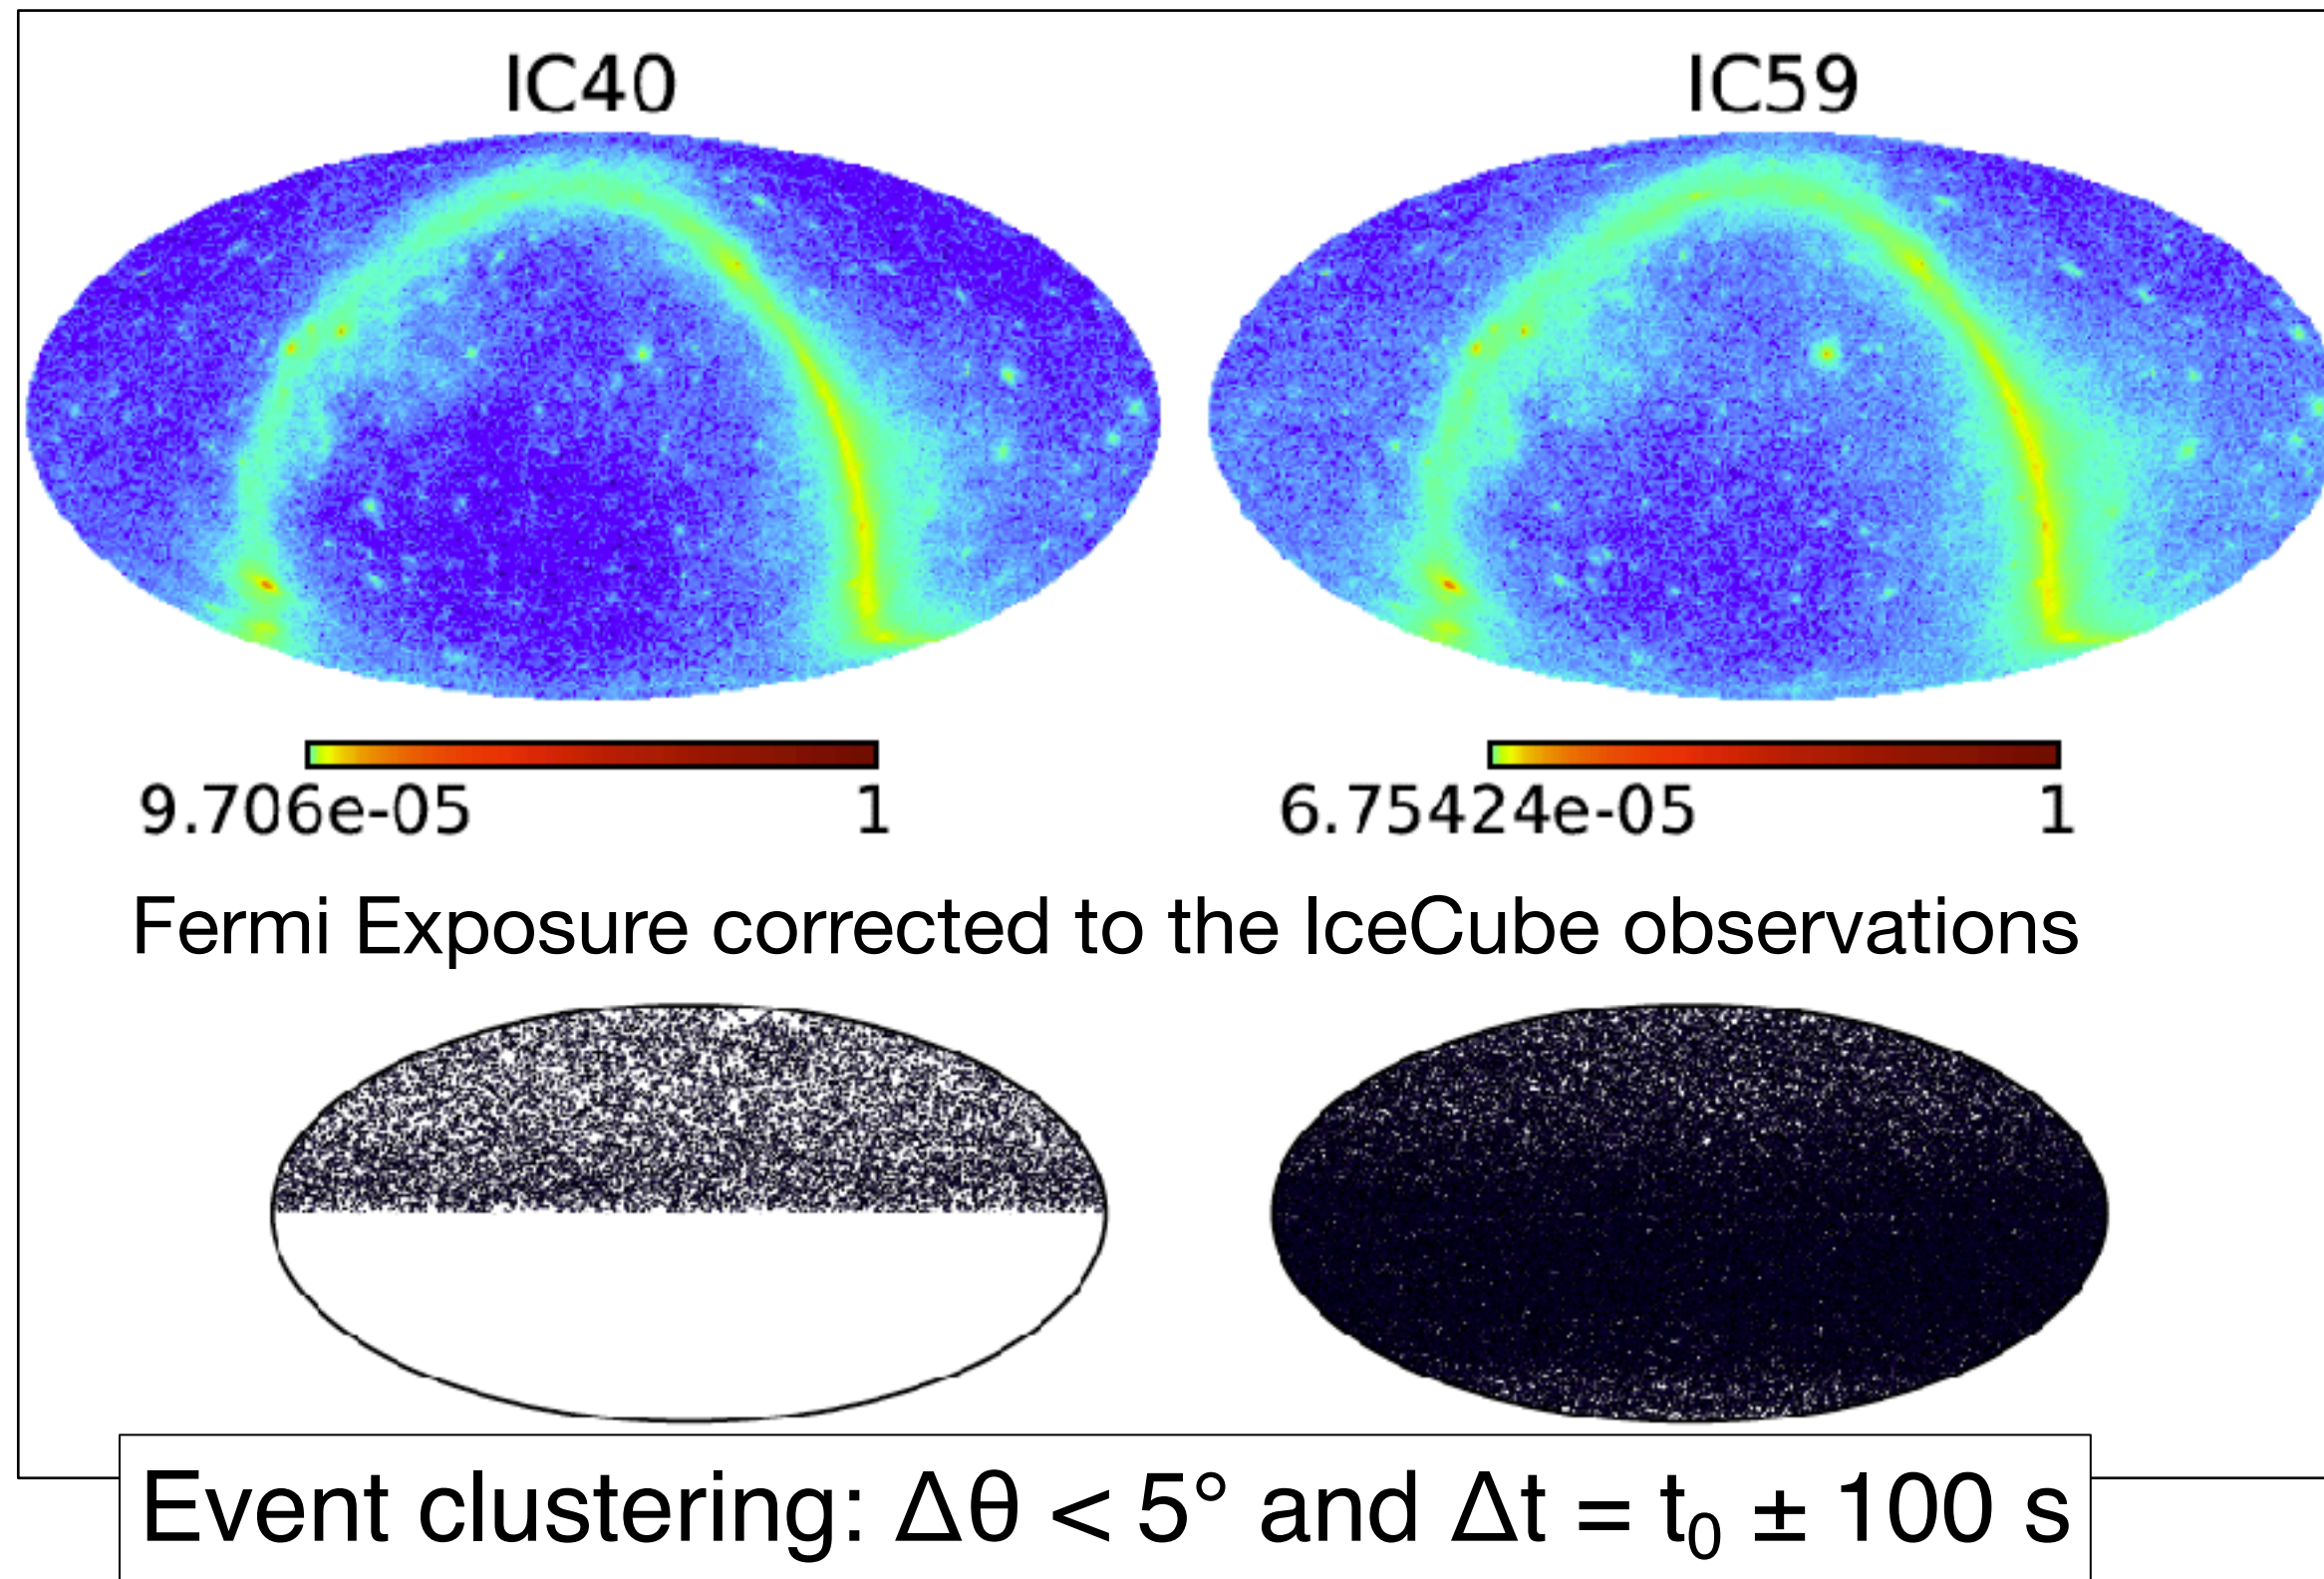 IC40
IC59
9.706e-05 1
6.75424e-05 1
Fermi Exposure corrected to the IceCube observations
Event clustering: Δθ < 5° and Δt = t₀ ± 100 s